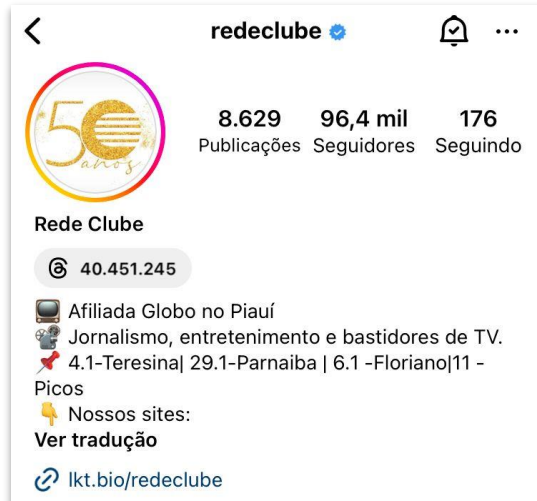 redeclube
50
anos
8.629 96,4 mil 176
Publicações Seguidores Seguindo
Rede Clube
40.451.245
Afiliada Globo no Piauí
Jornalismo, entretenimento e bastidores de TV.
4.1-Teresina| 29.1-Parnaiba | 6.1 -Floriano|11 -
Picos
Nossos sites:
Ver tradução
lkt.bio/redeclube